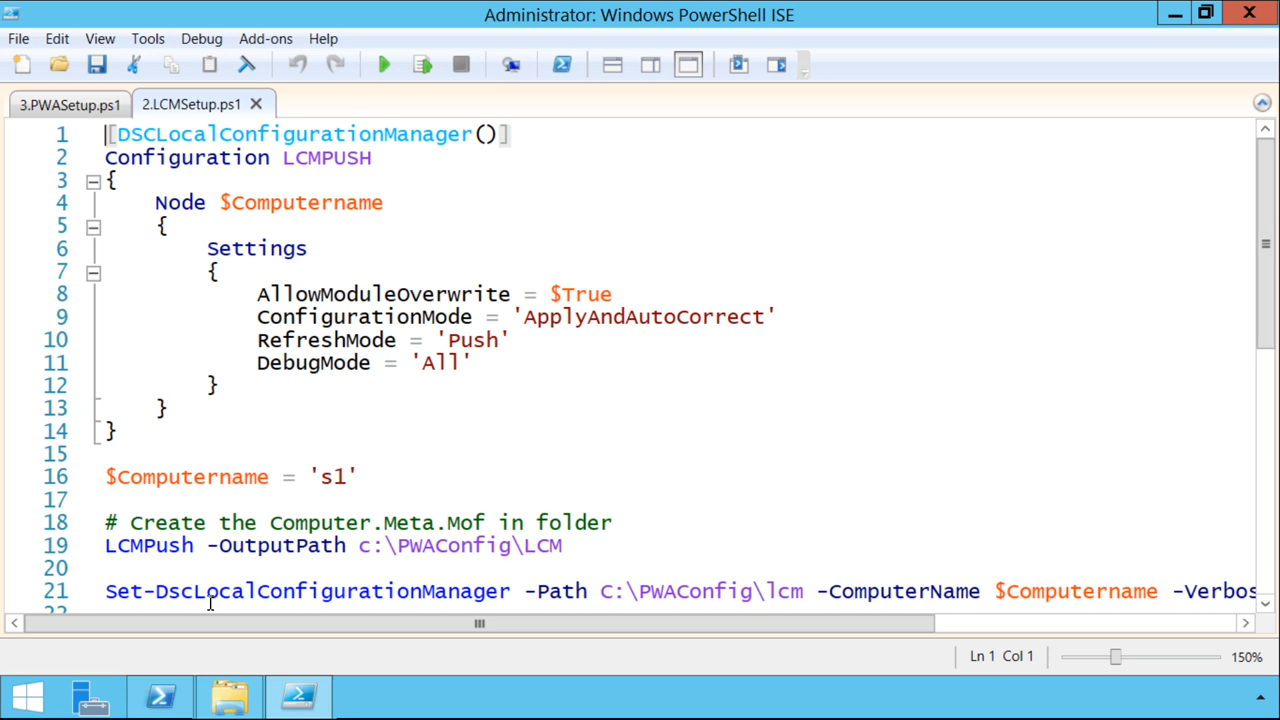 Administrator: Windows PowerShell ISE
File Edit View Tools Debug Add-ons Help
3.PWASetup.ps1 2.LCMSetup.ps1
1 [DSCLocalConfigurationManager()]
2 Configuration LCMPUSH
3 {
4 Node $Computername
5 {
6 Settings
7 {
8 AllowModuleOverwrite = $True
9 ConfigurationMode = 'ApplyAndAutoCorrect'
10 RefreshMode = 'Push'
11 DebugMode = 'All'
12 }
13 }
14 }
15
16 $Computername = 's1'
17
18 # Create the Computer.Meta.Mof in folder
19 LCMPush -OutputPath c:\PWAConfig\LCM
20
21 Set-DscLocalConfigurationManager -Path C:\PWAConfig\lcm -ComputerName $Computername -Verbos
22
Ln 1 Col 1 150%